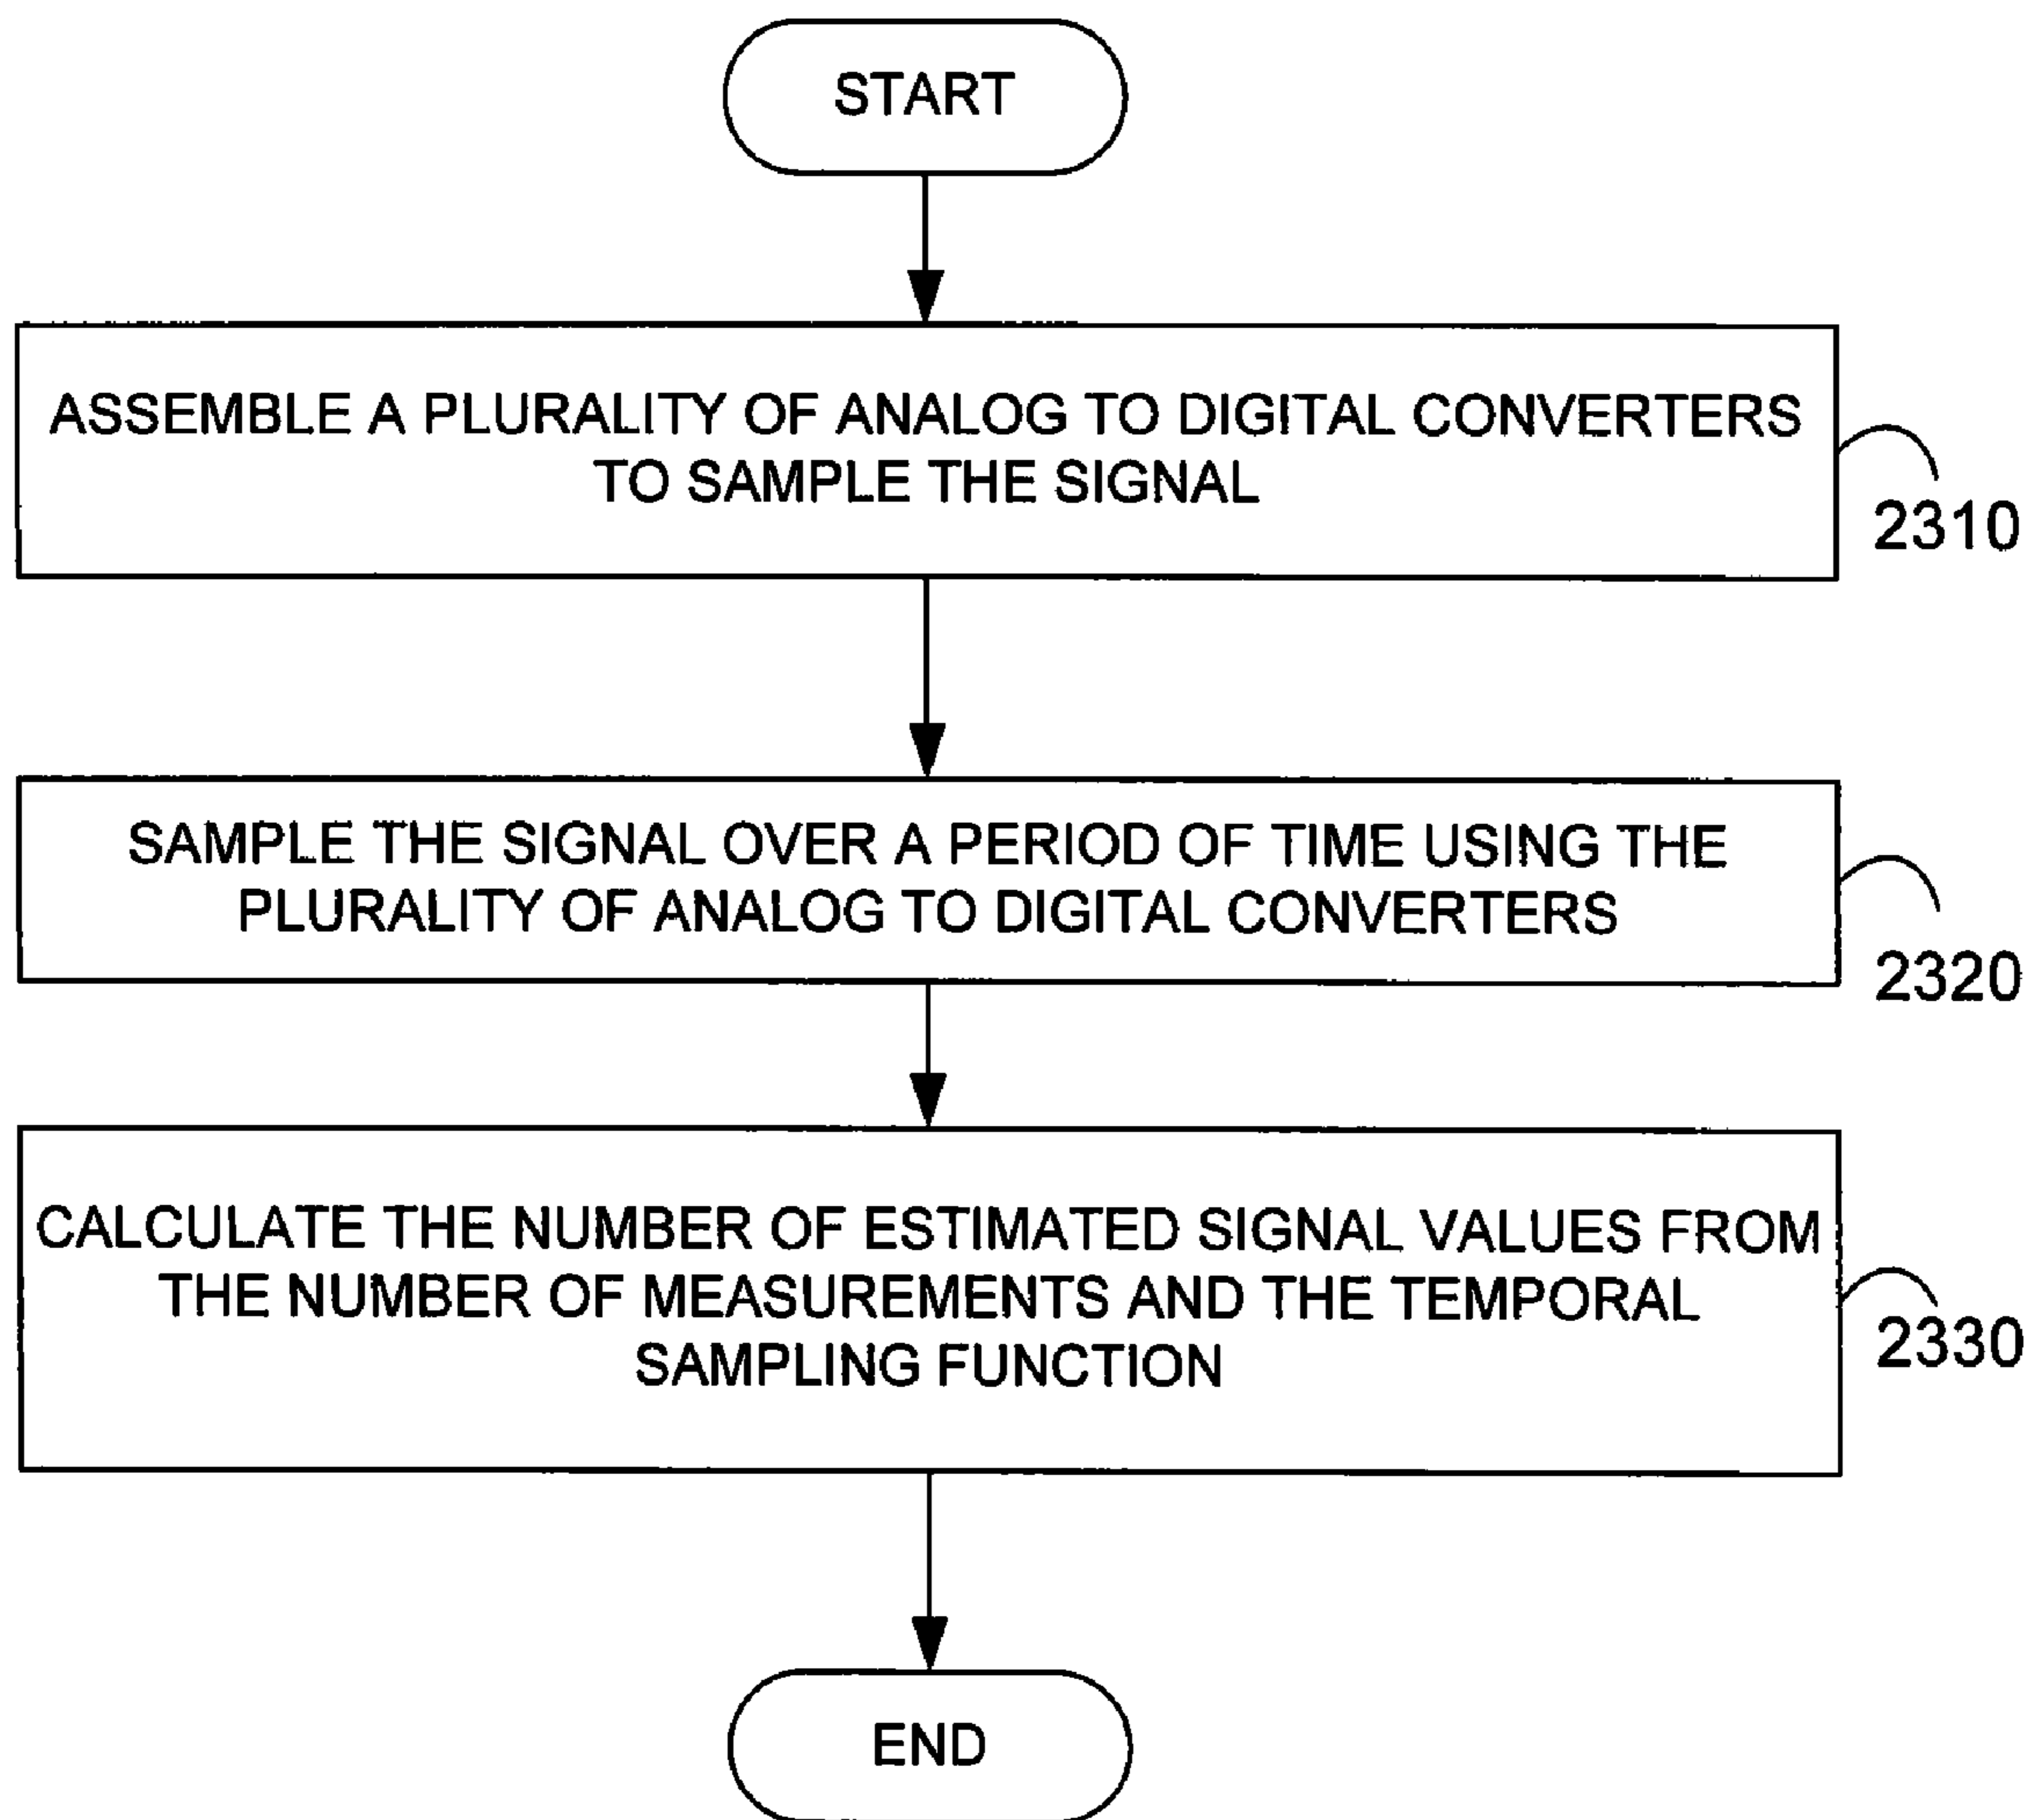 START
ASSEMBLE A PLURALITY OF ANALOG TO DIGITAL CONVERTERS
TO SAMPLE THE SIGNAL
2310
SAMPLE THE SIGNAL OVER A PERIOD OF TIME USING THE
PLURALITY OF ANALOG TO DIGITAL CONVERTERS
2320
CALCULATE THE NUMBER OF ESTIMATED SIGNAL VALUES FROM
THE NUMBER OF MEASUREMENTS AND THE TEMPORAL
SAMPLING FUNCTION
2330
END